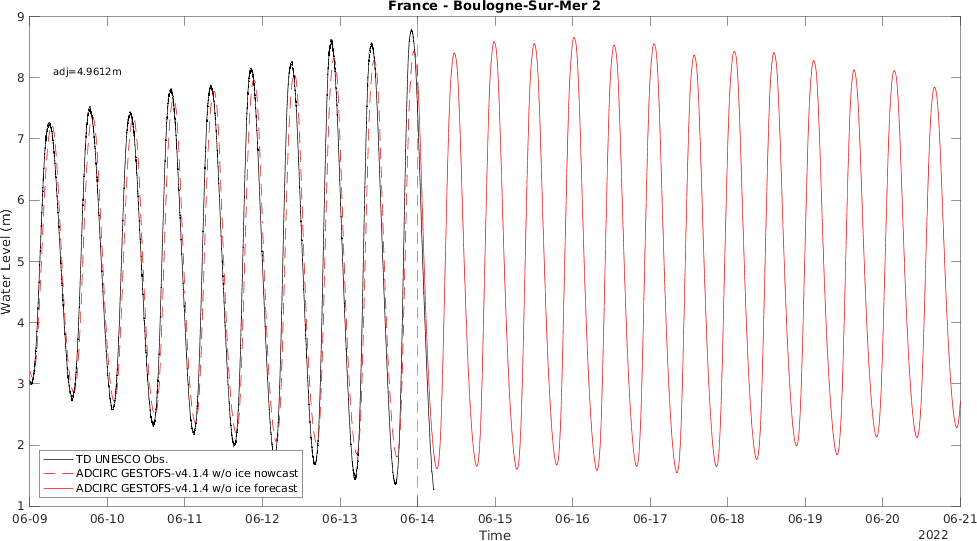 France - Boulogne-Sur-Mer 2
9
8
7
6
5
4
3
2
1
Water Level (m)
adj=4.9612m
TD UNESCO Obs.
ADCIRC GESTOFS-v4.1.4 w/o ice nowcast
ADCIRC GESTOFS-v4.1.4 w/o ice forecast
06-09 06-10 06-11 06-12 06-13 06-14 06-15 06-16 06-17 06-18 06-19 06-20 06-21
Time
2022